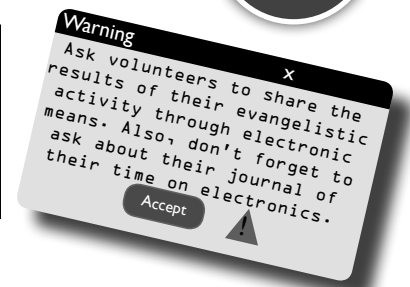 Warning
x
Ask volunteers to share the
results of their evangelistic
activity through electronic
means. Also, don't forget to
ask about their journal of
their time on electronics.
Accept
!